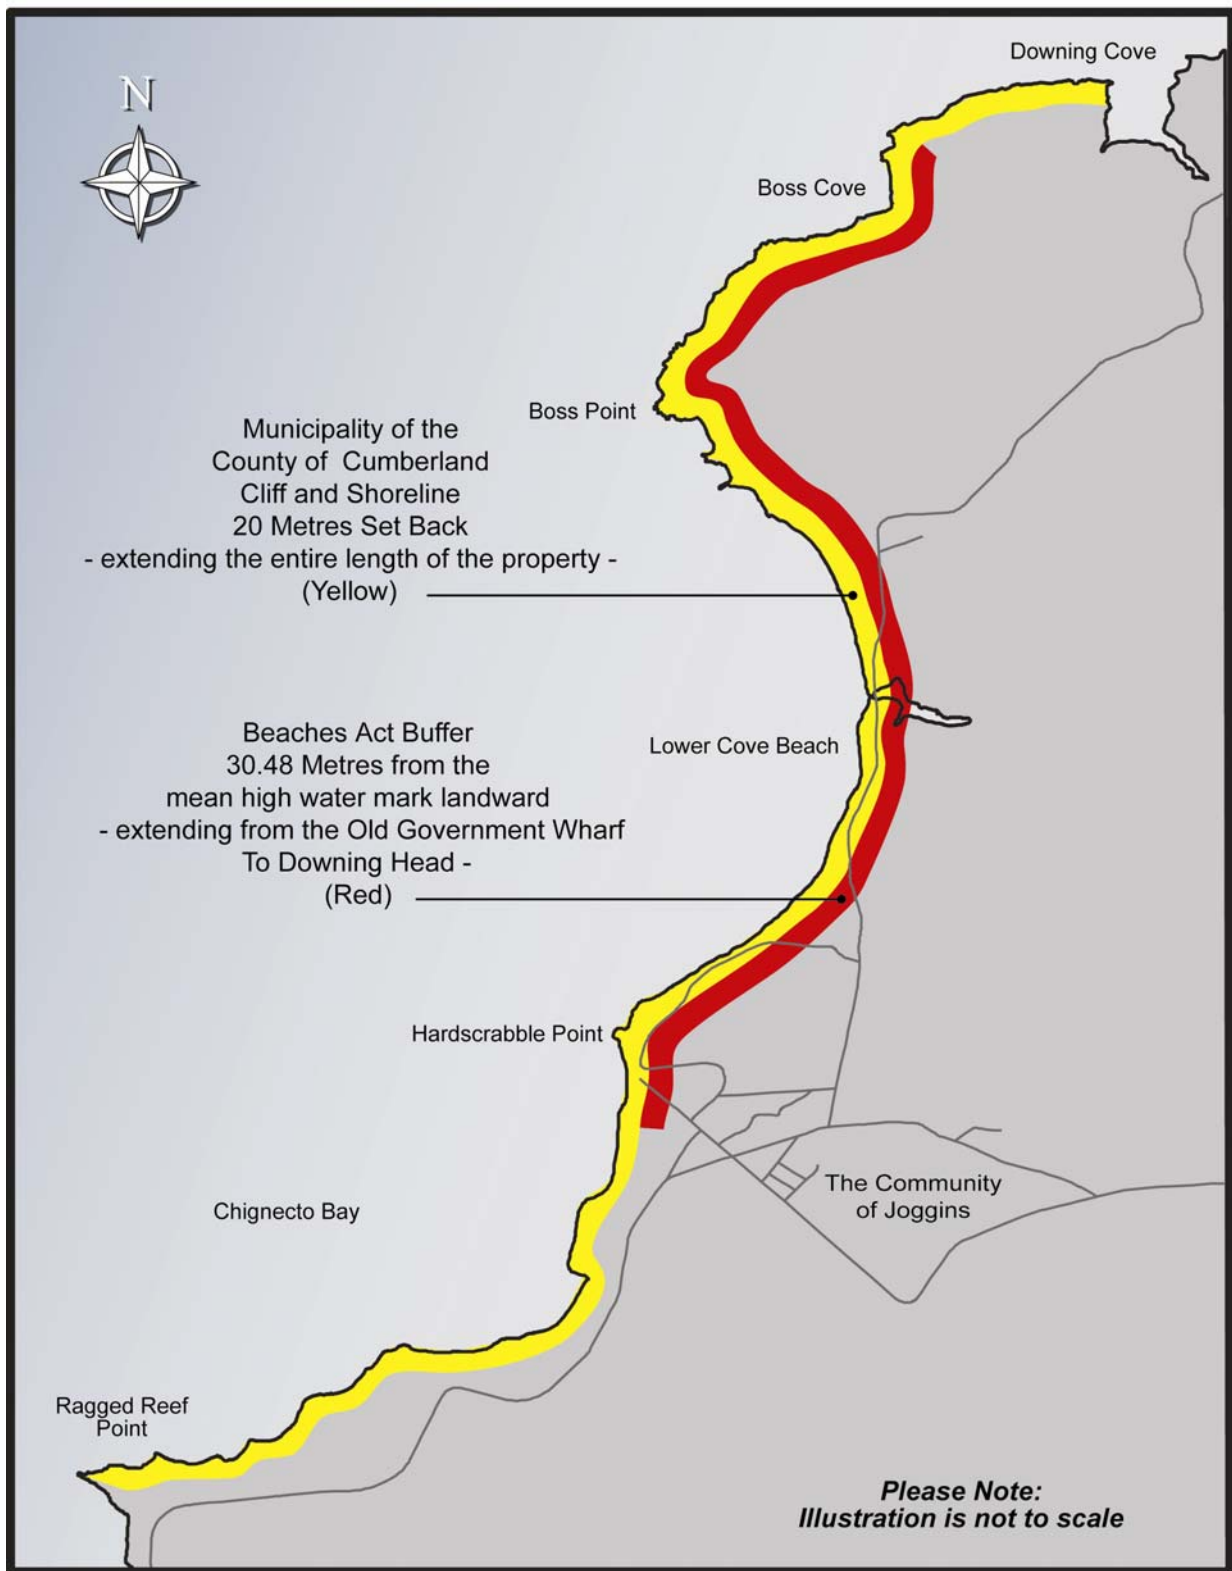 Downing Cove
N
Boss Cove
Boss Point
Municipality of the
County of Cumberland
Cliff and Shoreline
20 Metres Set Back
- extending the entire length of the property -
(Yellow)
Beaches Act Buffer
30.48 Metres from the
mean high water mark landward
- extending from the Old Government Wharf
To Downing Head -
(Red)
Lower Cove Beach
Hardscrabble Point
The Community
of Joggins
Chignecto Bay
Ragged Reef
Point
Please Note:
Illustration is not to scale